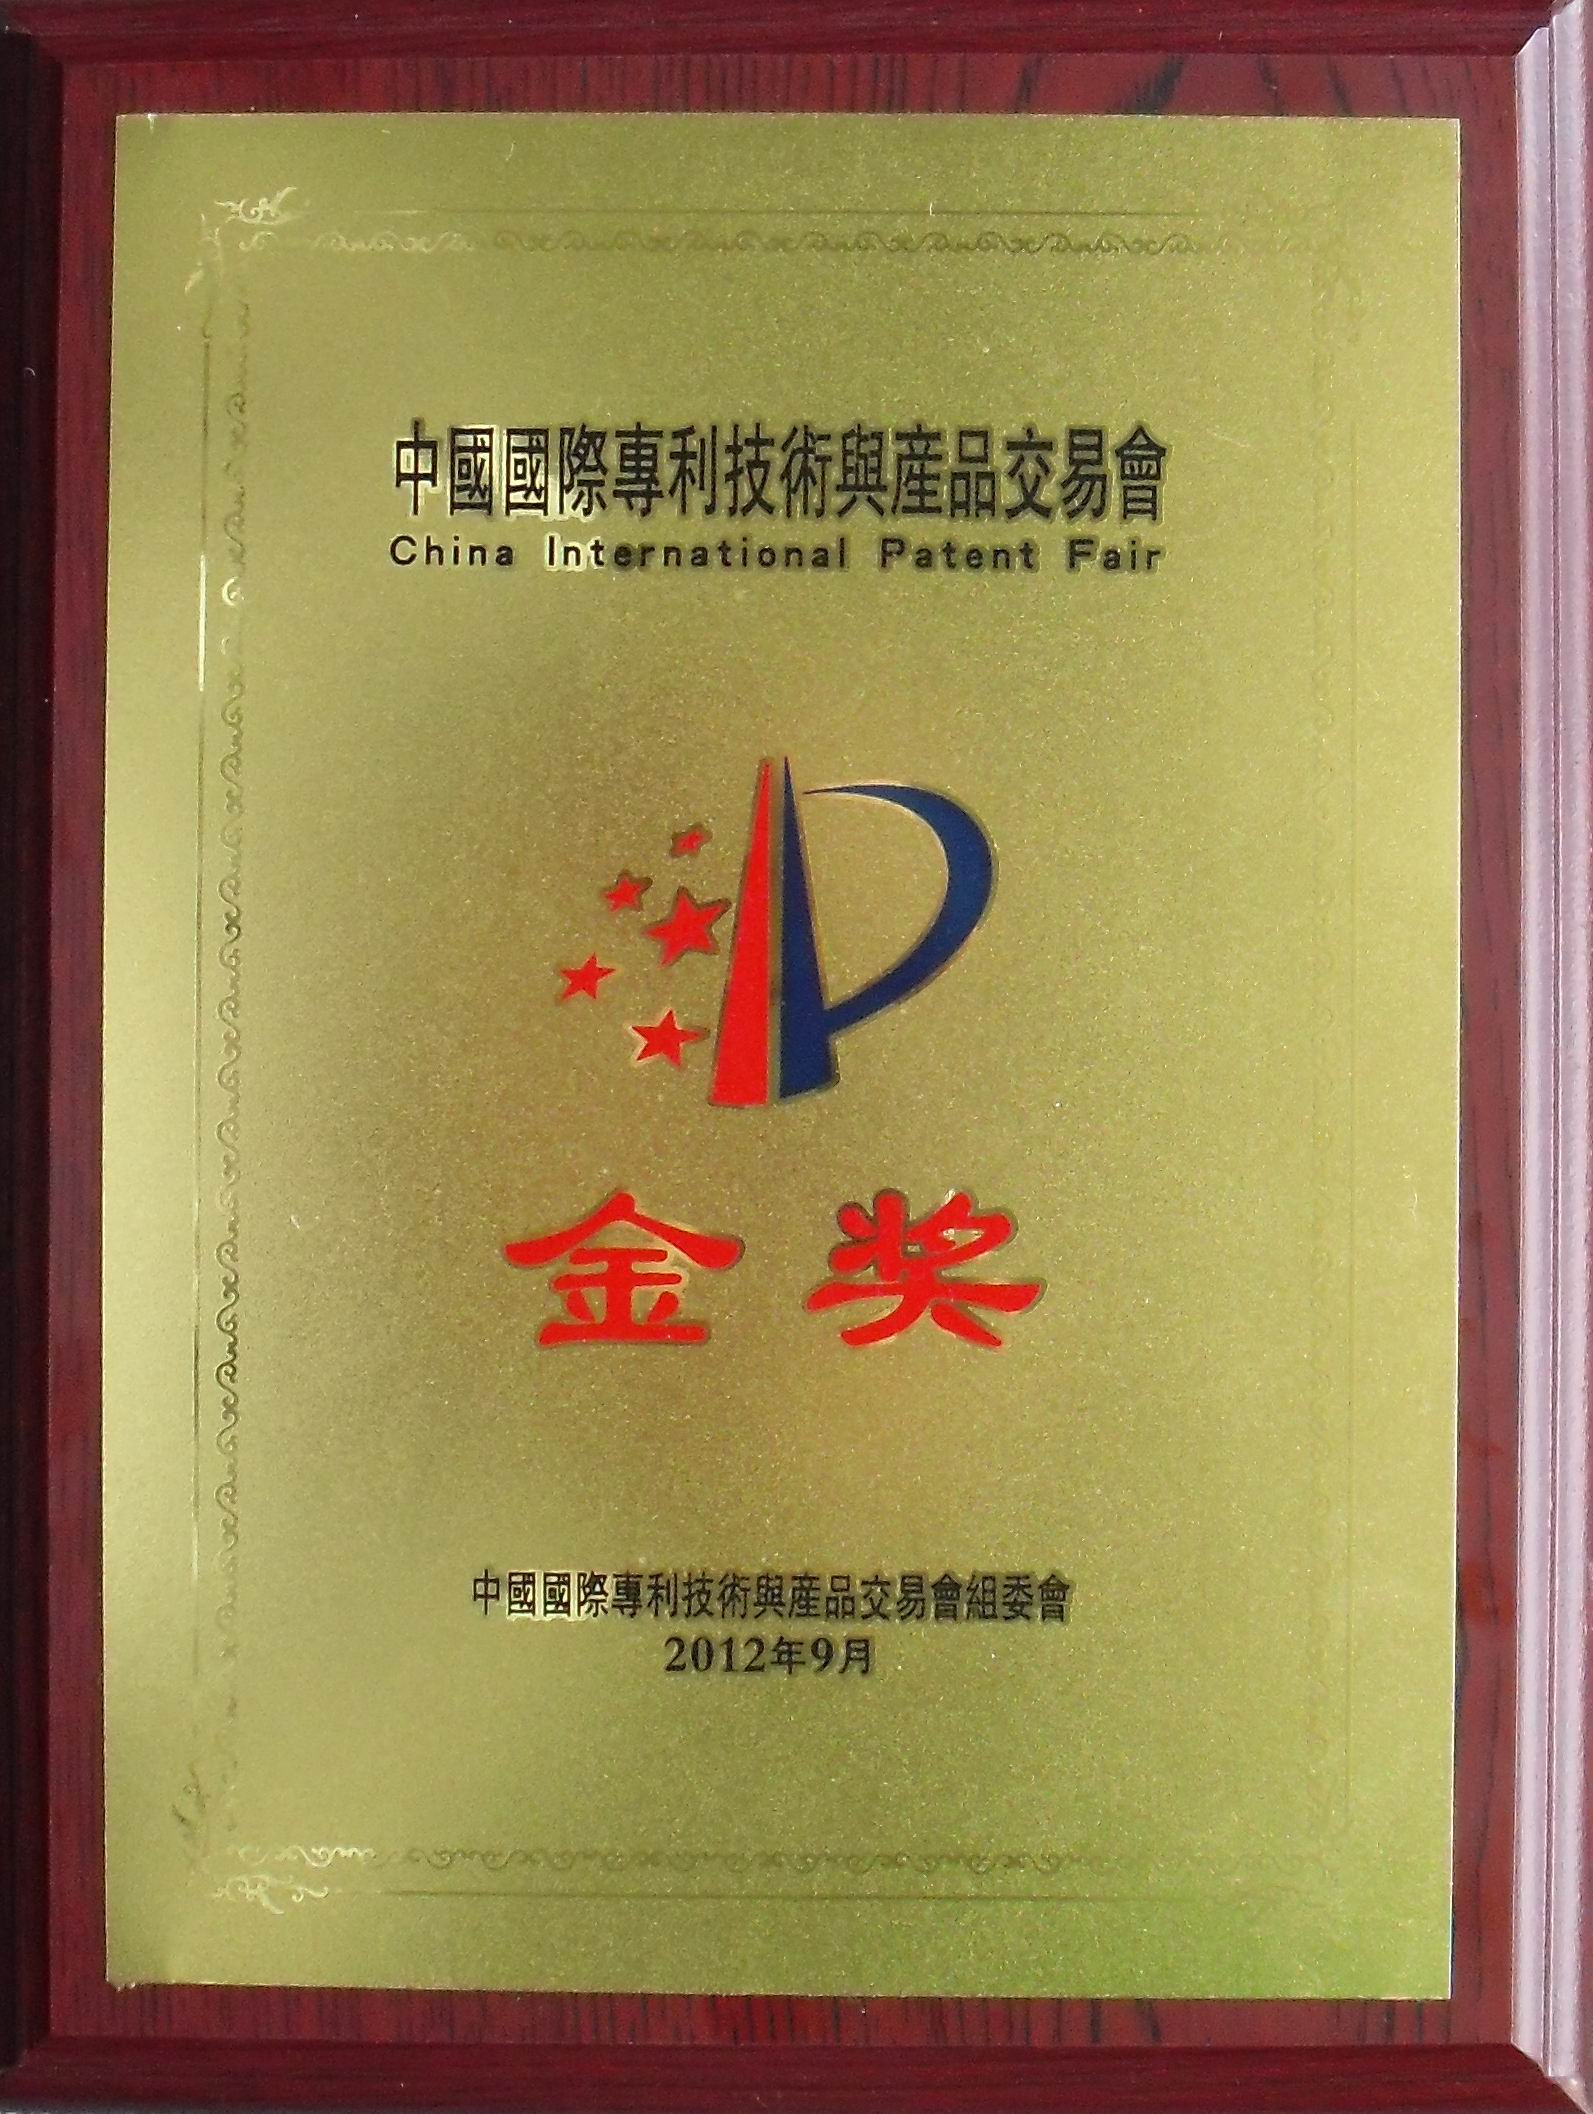 中國國際專利技術與産品交易會
China International Patent Fair
金奖
中國國際專利技術與産品交易會組委會
2012年9月